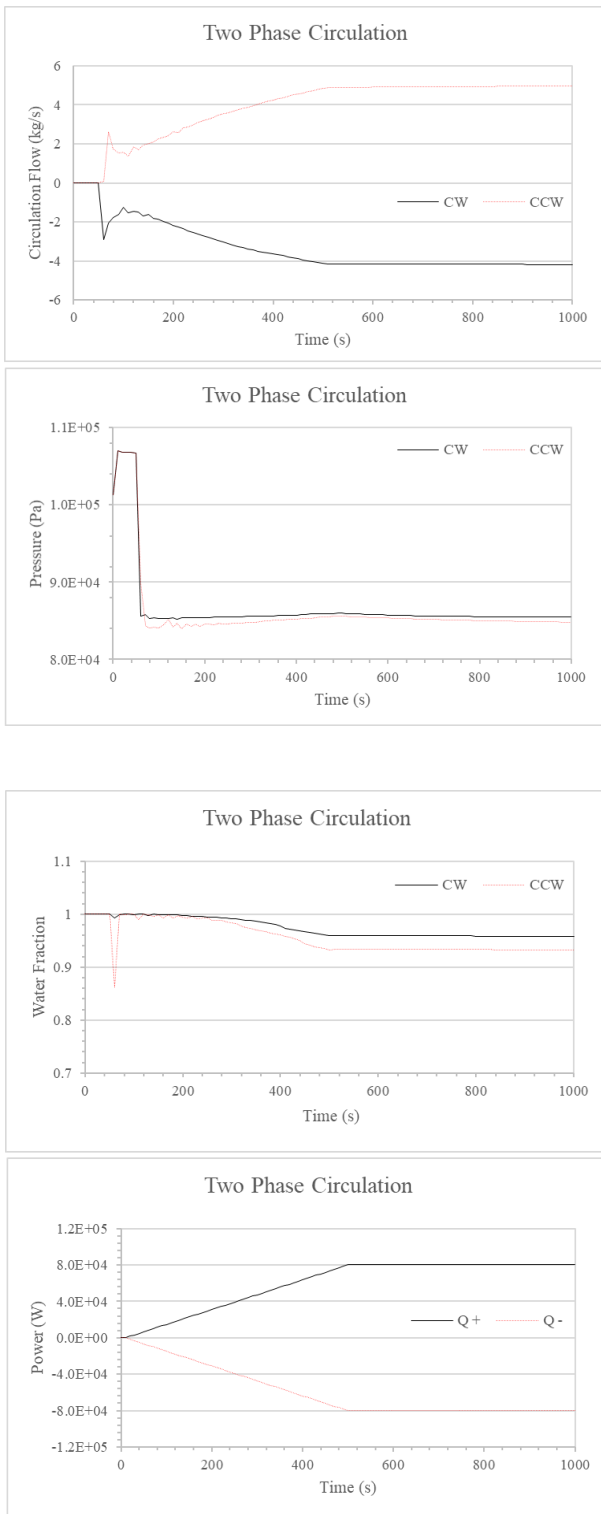 Two Phase Circulation
6
4
2
0
-2
-4
-6
Circulation Flow (kg/s)
CW CCW
0 200 400 600 800 1000
Time (s)
Two Phase Circulation
1.1E+05
1.0E+05
9.0E+04
8.0E+04
Pressure (Pa)
CW CCW
0 200 400 600 800 1000
Time (s)
Two Phase Circulation
1.1
1
0.9
0.8
0.7
Water Fraction
CW CCW
0 200 400 600 800 1000
Time (s)
Two Phase Circulation
1.2E+05
8.0E+04
4.0E+04
0.0E+00
-4.0E+04
-8.0E+04
-1.2E+05
Power (W)
Q + Q -
0 200 400 600 800 1000
Time (s)